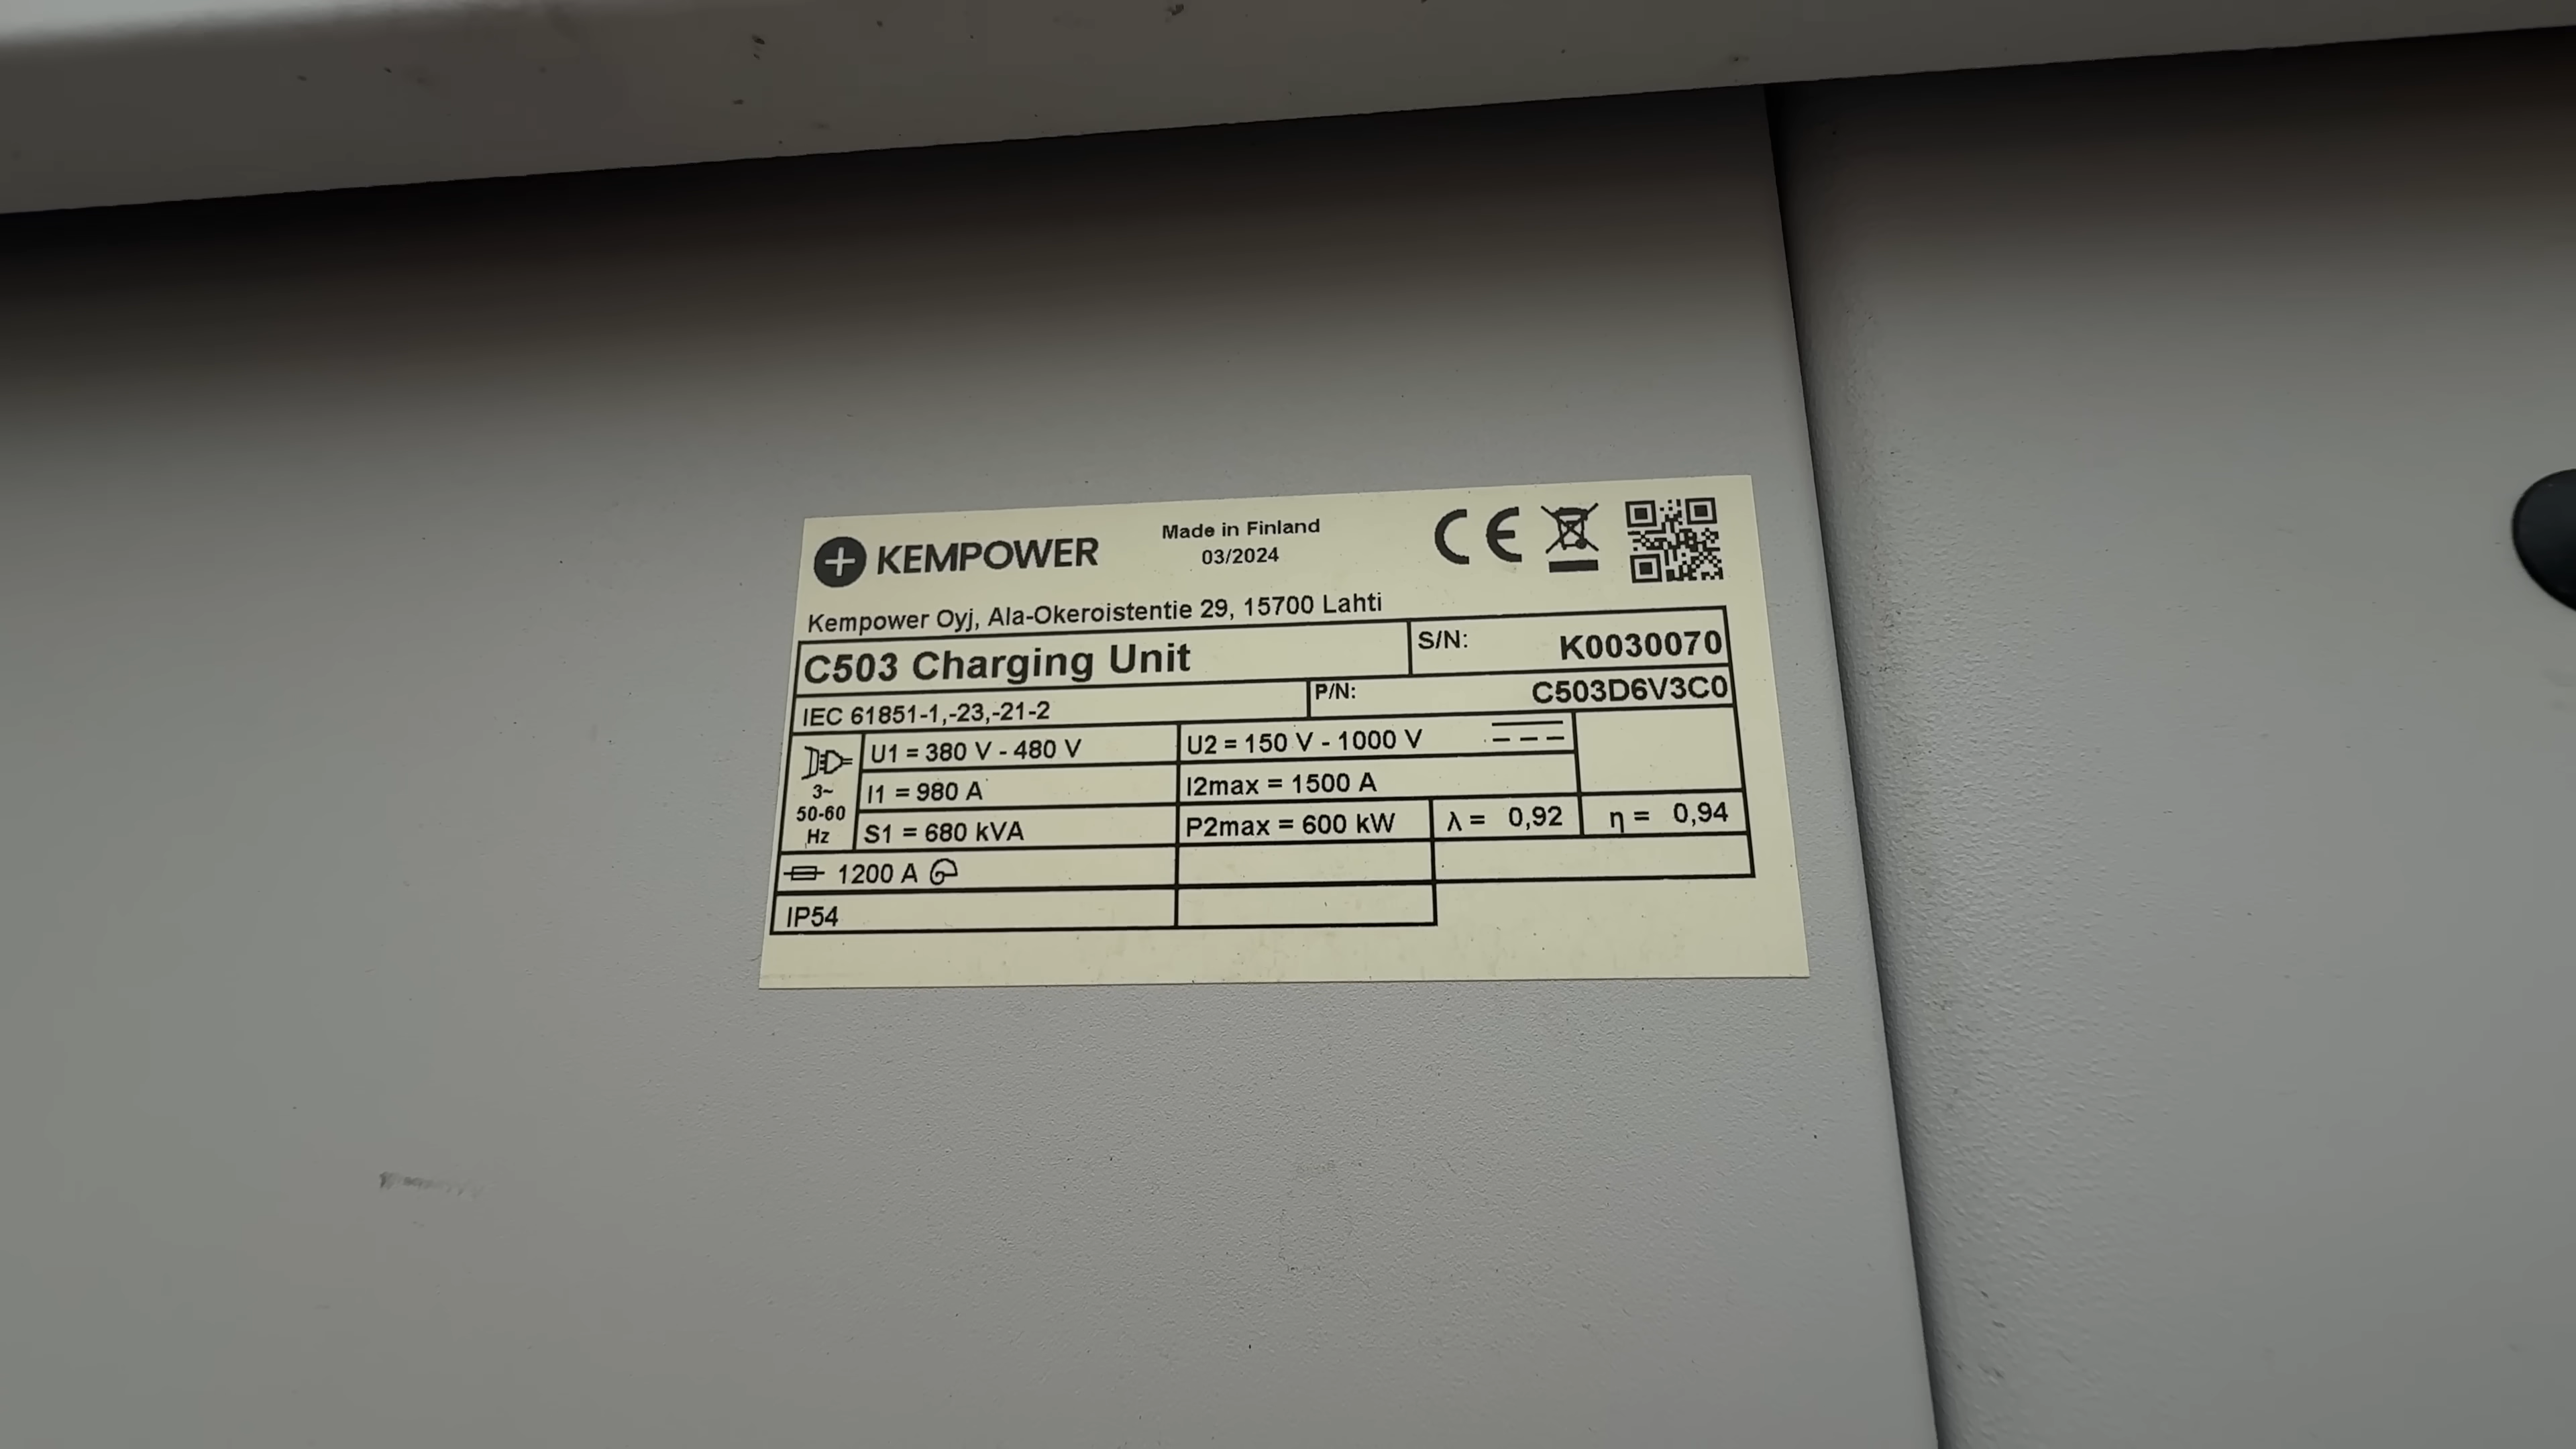 KEMPOWER
Made in Finland
03/2024
CE
Kempower Oyj, Ala-Okeroistentie 29, 15700 Lahti
C503 Charging Unit
S/N: K0030070
IEC 61851-1,-23,-21-2
P/N: C503D6V3C0
3~
50-60
Hz
U1 = 380 V - 480 V
U2 = 150 V - 1000 V
I1 = 980 A
I2max = 1500 A
S1 = 680 kVA
P2max = 600 kW
λ = 0,92
η = 0,94
1200 A
IP54